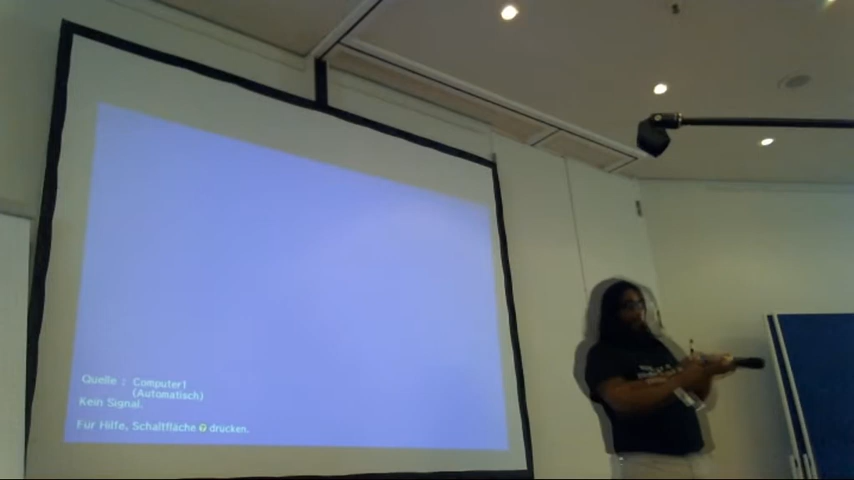 Quelle : Computer1
(Automatisch)
Kein Signal.
Für Hilfe, Schaltfläche ? drücken.